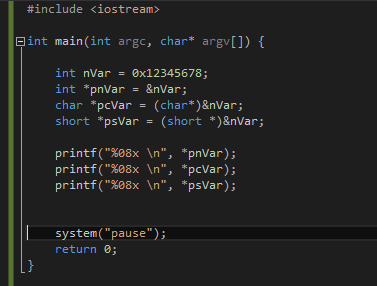 #include <iostream>
int main(int argc, char* argv[]) {
int nVar = 0x12345678;
int *pnVar = &nVar;
char *pcVar = (char*)&nVar;
short *psVar = (short *)&nVar;
printf("%08x \n", *pnVar);
printf("%08x \n", *pcVar);
printf("%08x \n", *psVar);
system("pause");
return 0;
}